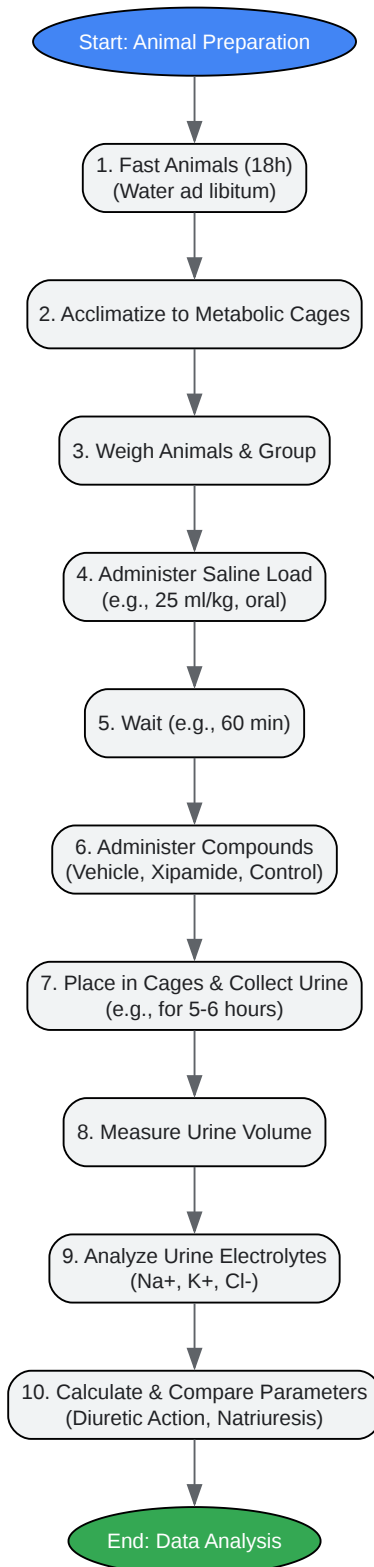 Start: Animal Preparation
1. Fast Animals (18h)
(Water ad libitum)
2. Acclimatize to Metabolic Cages
3. Weigh Animals & Group
4. Administer Saline Load
(e.g., 25 ml/kg, oral)
5. Wait (e.g., 60 min)
6. Administer Compounds
(Vehicle, Xipamide, Control)
7. Place in Cages & Collect Urine
(e.g., for 5-6 hours)
8. Measure Urine Volume
9. Analyze Urine Electrolytes
(Na+, K+, Cl-)
10. Calculate & Compare Parameters
(Diuretic Action, Natriuresis)
End: Data Analysis